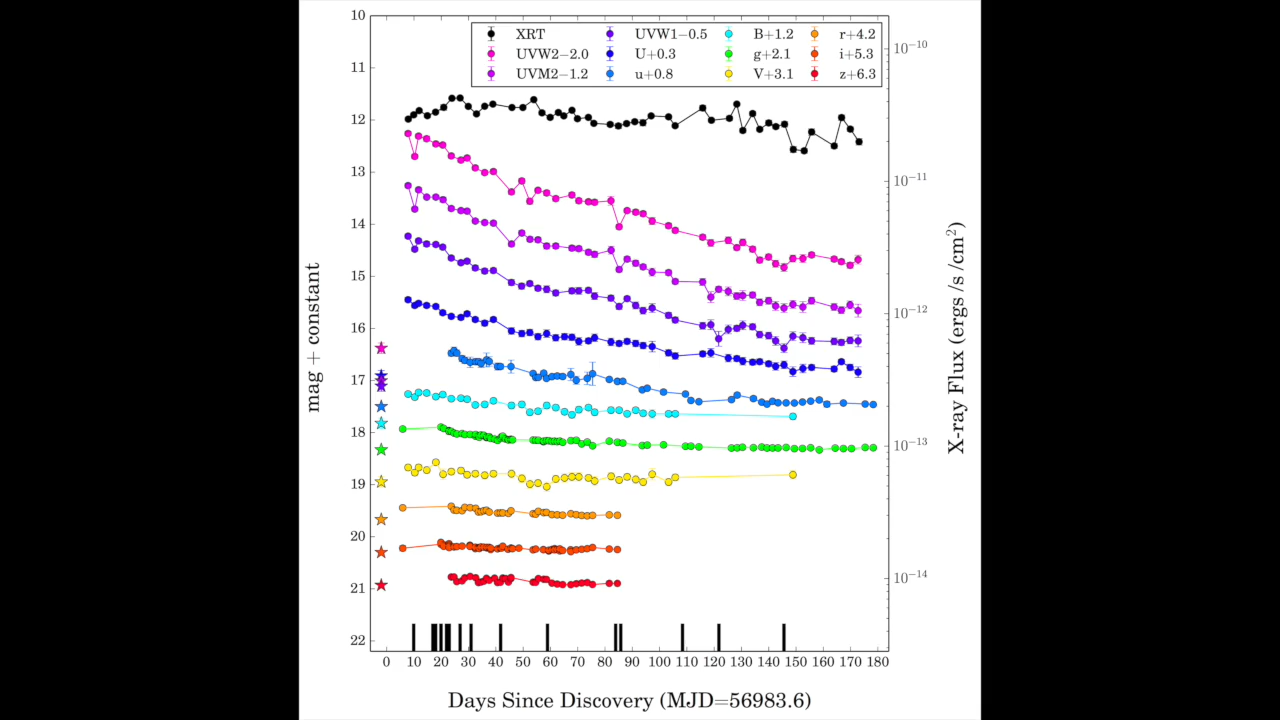 XRT UVW1−0.5 B+1.2 r+4.2
UVW2−2.0 U+0.3 g+2.1 i+5.3
UVM2−1.2 u+0.8 V+3.1 z+6.3
10
11
12
13
14
15
16
17
18
19
20
21
22
mag + constant
10⁻¹⁰
10⁻¹¹
10⁻¹²
10⁻¹³
10⁻¹⁴
X-ray Flux (ergs /s /cm²)
0 10 20 30 40 50 60 70 80 90 100 110 120 130 140 150 160 170 180
Days Since Discovery (MJD=56983.6)